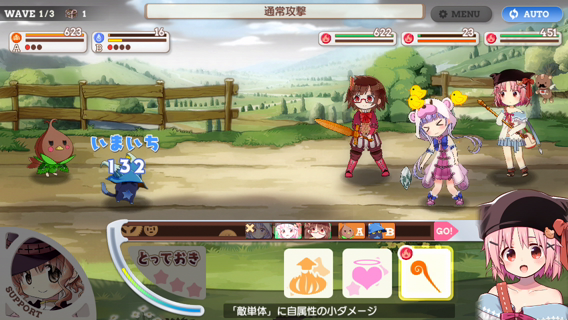 WAVE 1/3 1
通常攻撃
MENU
AUTO
623
16
A
B
622
23
451
いまいち
132
A
B
GO!
SUPPORT
とっておき
「敵単体」に自属性の小ダメージ